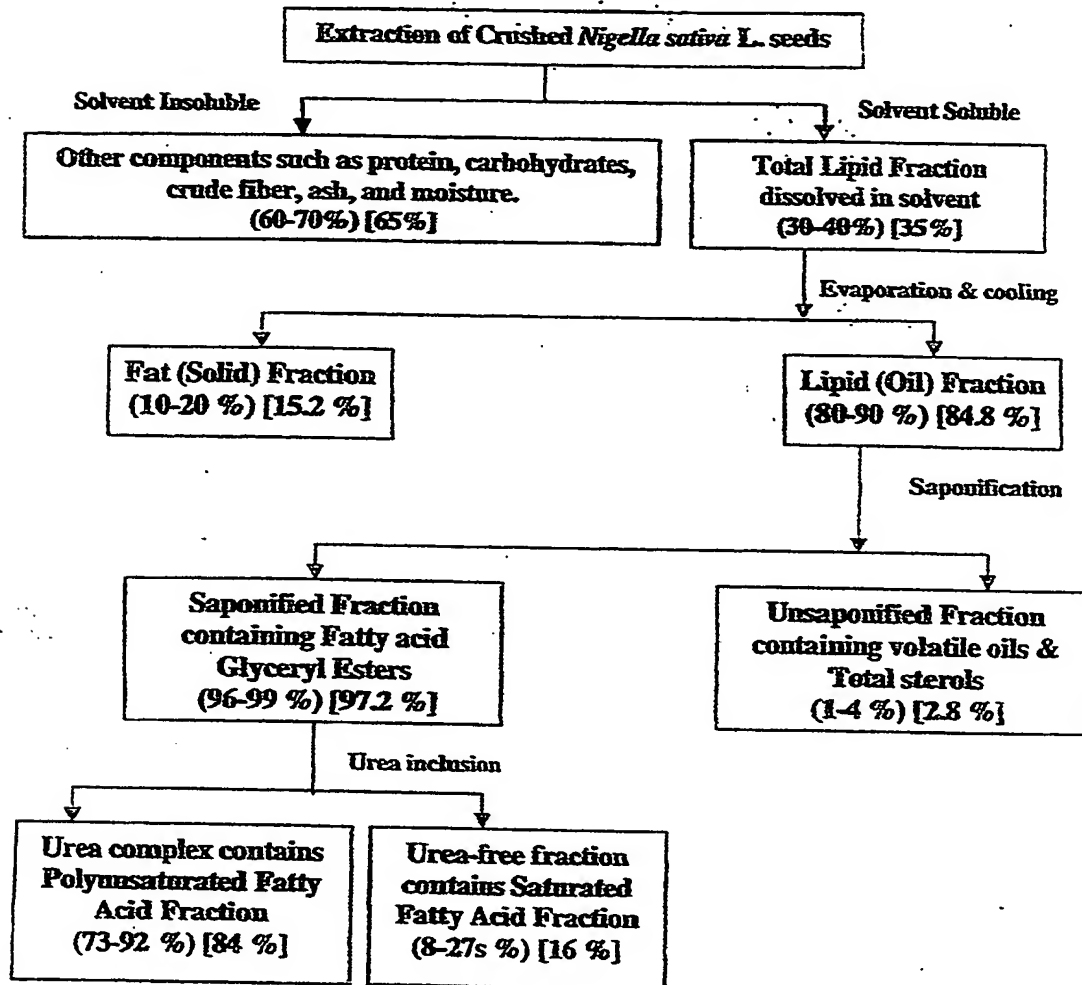 Extraction of Crushed Nigella sativa L. seeds
Solvent Insoluble
Solvent Soluble
Other components such as protein, carbohydrates,
crude fiber, ash, and moisture.
(60-70%) [65%]
Total Lipid Fraction
dissolved in solvent
(30-40%) [35%]
Evaporation & cooling
Fat (Solid) Fraction
(10-20 %) [15.2 %]
Lipid (Oil) Fraction
(80-90 %) [84.8 %]
Saponification
Saponified Fraction
containing Fatty acid
Glyceryl Esters
(96-99 %) [97.2 %]
Unsaponified Fraction
containing volatile oils &
Total sterols
(1-4 %) [2.8 %]
Urea inclusion
Urea complex contains
Polyunsaturated Fatty
Acid Fraction
(73-92 %) [84 %]
Urea-free fraction
contains Saturated
Fatty Acid Fraction
(8-27s %) [16 %]